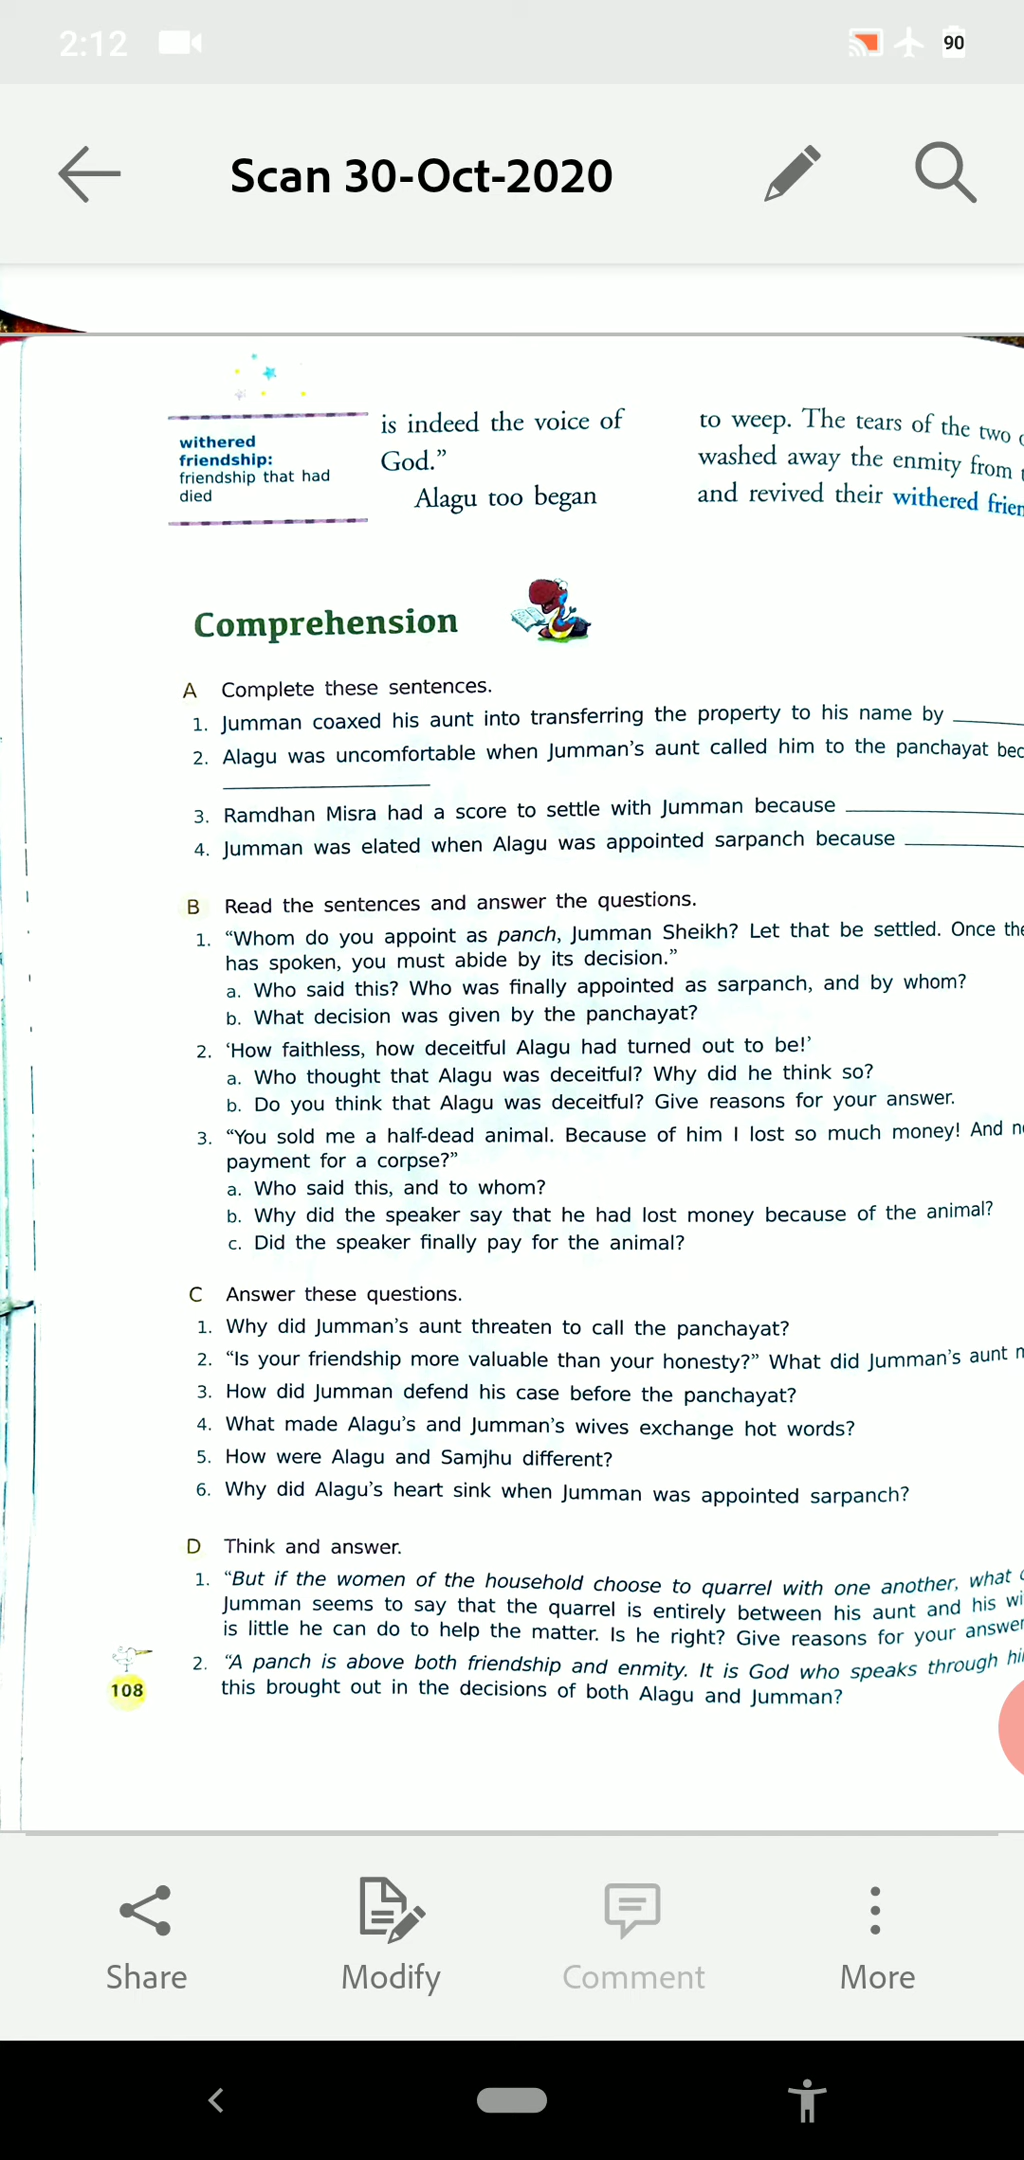 2:12
90
Scan 30-Oct-2020
withered
friendship:
friendship that had
died
is indeed the voice of
God.”
Alagu too began
to weep. The tears of the two
washed away the enmity from
and revived their withered frien
Comprehension
A Complete these sentences.
1. Jumman coaxed his aunt into transferring the property to his name by
2. Alagu was uncomfortable when Jumman’s aunt called him to the panchayat bec
3. Ramdhan Misra had a score to settle with Jumman because
4. Jumman was elated when Alagu was appointed sarpanch because
B Read the sentences and answer the questions.
1. “Whom do you appoint as panch, Jumman Sheikh? Let that be settled. Once the
has spoken, you must abide by its decision.”
a. Who said this? Who was finally appointed as sarpanch, and by whom?
b. What decision was given by the panchayat?
2. ‘How faithless, how deceitful Alagu had turned out to be!’
a. Who thought that Alagu was deceitful? Why did he think so?
b. Do you think that Alagu was deceitful? Give reasons for your answer.
3. “You sold me a half-dead animal. Because of him I lost so much money! And
payment for a corpse?”
a. Who said this, and to whom?
b. Why did the speaker say that he had lost money because of the animal?
c. Did the speaker finally pay for the animal?
C Answer these questions.
1. Why did Jumman’s aunt threaten to call the panchayat?
2. “Is your friendship more valuable than your honesty?” What did Jumman’s aunt
3. How did Jumman defend his case before the panchayat?
4. What made Alagu’s and Jumman’s wives exchange hot words?
5. How were Alagu and Samjhu different?
6. Why did Alagu’s heart sink when Jumman was appointed sarpanch?
D Think and answer.
1. “But if the women of the household choose to quarrel with one another, what
Jumman seems to say that the quarrel is entirely between his aunt and his wi
is little he can do to help the matter. Is he right? Give reasons for your answer
2. “A panch is above both friendship and enmity. It is God who speaks through hi
this brought out in the decisions of both Alagu and Jumman?
108
Share
Modify
Comment
More